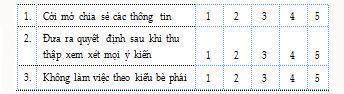 1. Cởi mở chia sẻ các thông tin 1 2 3 4 5
2. Đưa ra quyết định sau khi thu
thập xem xét mọi ý kiến 1 2 3 4 5
3. Không làm việc theo kiểu bè phái 1 2 3 4 5